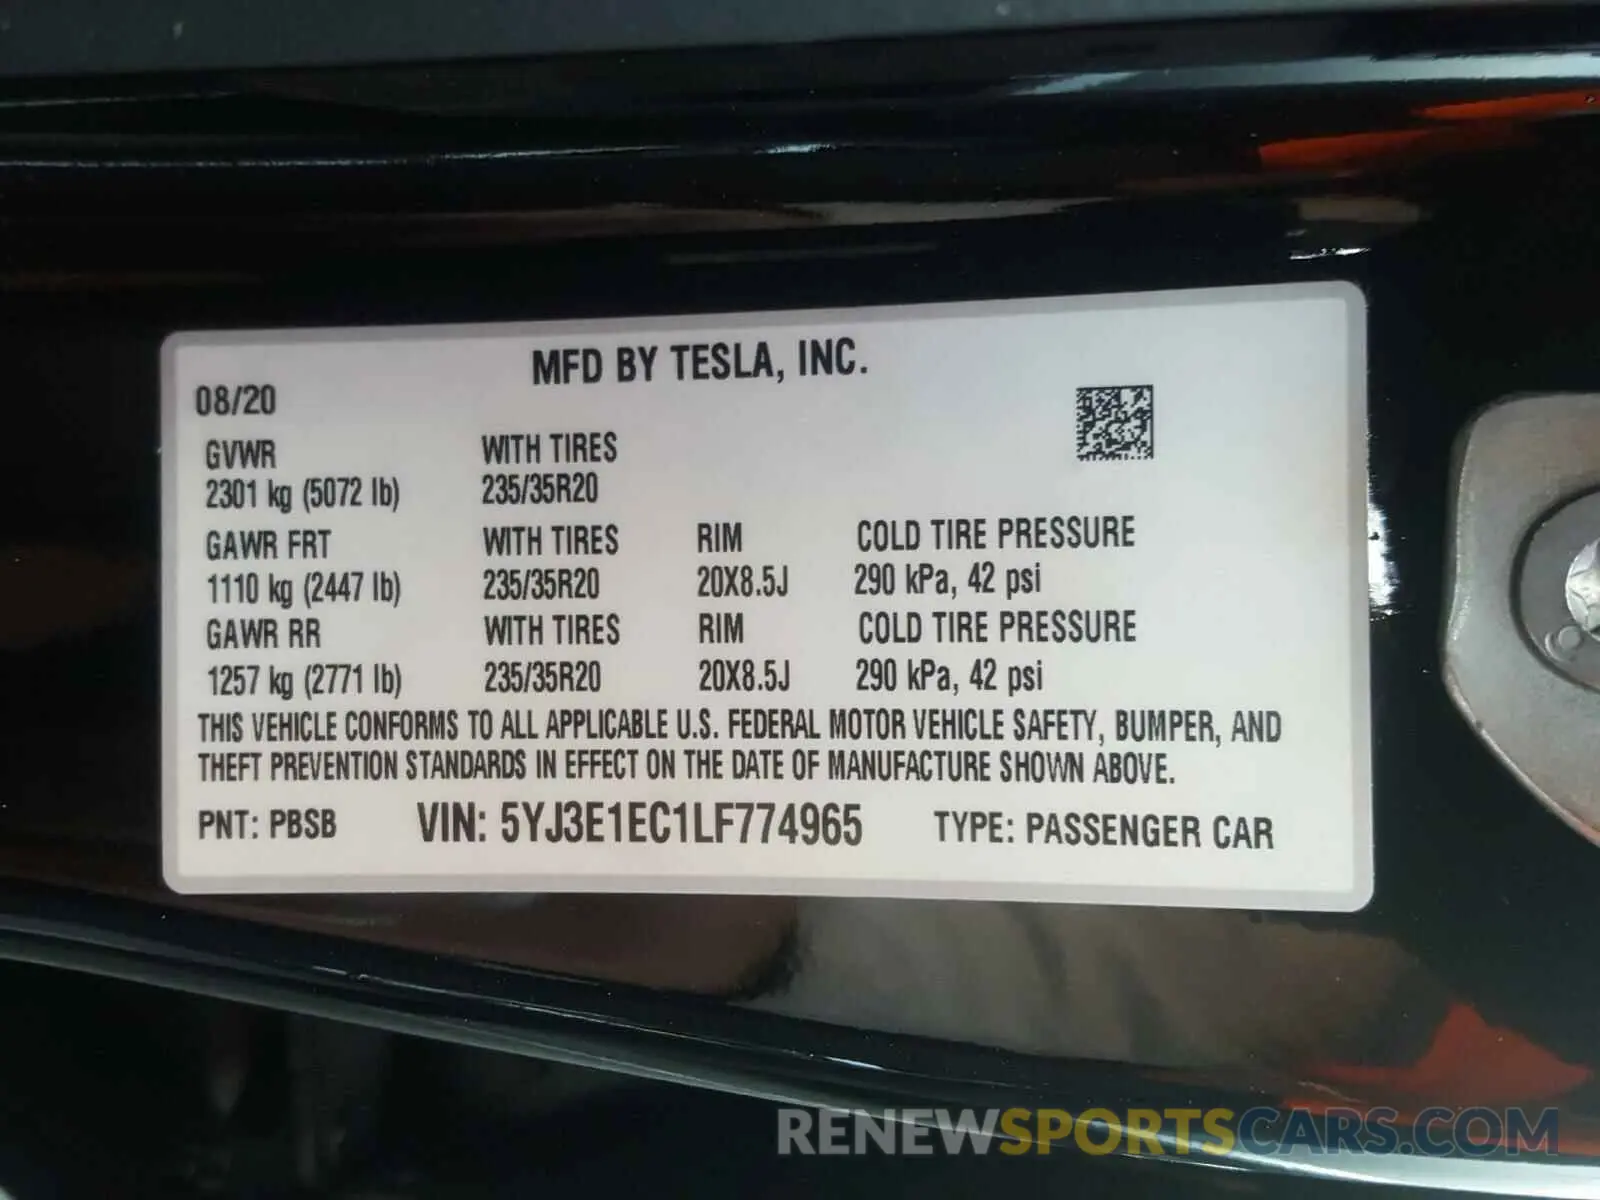 MFD BY TESLA, INC.
08/20
GVWR WITH TIRES
2301 kg (5072 lb) 235/35R20
GAWR FRT WITH TIRES RIM COLD TIRE PRESSURE
1110 kg (2447 lb) 235/35R20 20X8.5J 290 kPa, 42 psi
GAWR RR WITH TIRES RIM COLD TIRE PRESSURE
1257 kg (2771 lb) 235/35R20 20X8.5J 290 kPa, 42 psi
THIS VEHICLE CONFORMS TO ALL APPLICABLE U.S. FEDERAL MOTOR VEHICLE SAFETY, BUMPER, AND
THEFT PREVENTION STANDARDS IN EFFECT ON THE DATE OF MANUFACTURE SHOWN ABOVE.
PNT: PBSB VIN: 5YJ3E1EC1LF774965 TYPE: PASSENGER CAR
RENEWSPORTSCARS.COM